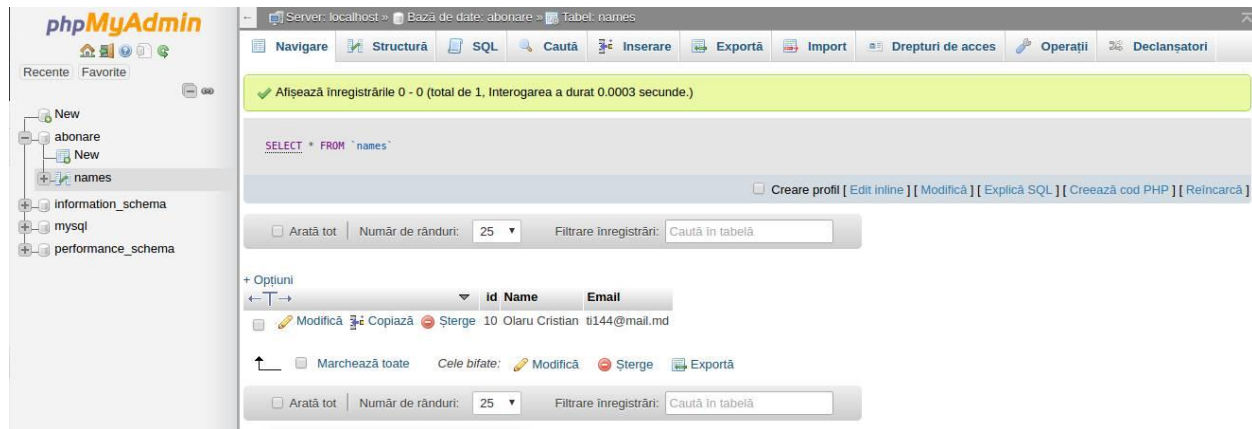 phpMyAdmin
Recente Favorite
New
abonare
New
names
information_schema
mysql
performance_schema
Server: localhost » Bază de date: abonare » Tabel: names
Navigare Structură SQL Caută Inserare Exportă Import Drepturi de acces Operații Declanșatori
Afișează înregistrările 0 - 0 (total de 1, Interogarea a durat 0.0003 secunde.)
SELECT * FROM `names`
Creare profil [ Edit inline ] [ Modifică ] [ Explică SQL ] [ Creează cod PHP ] [ Reîncarcă ]
Arată tot Număr de rânduri: 25 Filtrare înregistrări: Caută în tabelă
+ Opțiuni
id Name Email
Modifică Copiază Șterge 10 Olaru Cristian ti144@mail.md
Marchează toate Cele bifate: Modifică Șterge Exportă
Arată tot Număr de rânduri: 25 Filtrare înregistrări: Caută în tabelă